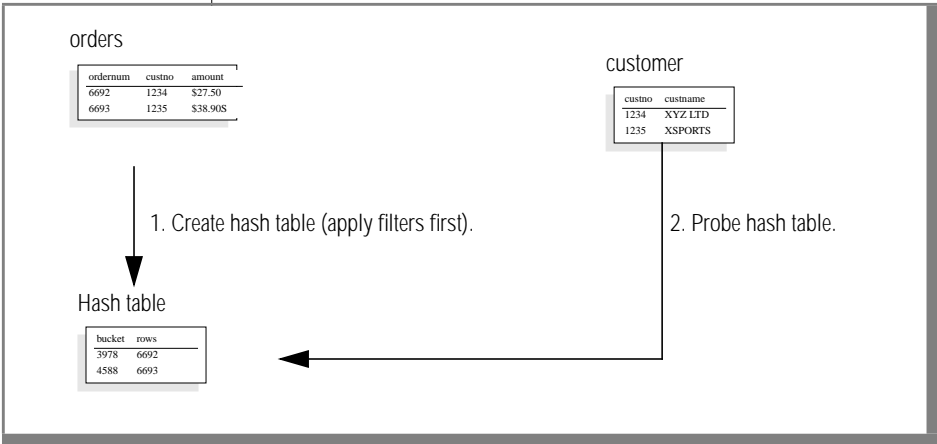 orders
ordernum custno amount
6692 1234 $27.50
6693 1235 $38.90S
customer
custno custname
1234 XYZ LTD
1235 XSPORTS
1. Create hash table (apply filters first).
2. Probe hash table.
Hash table
bucket rows
3978 6692
4588 6693